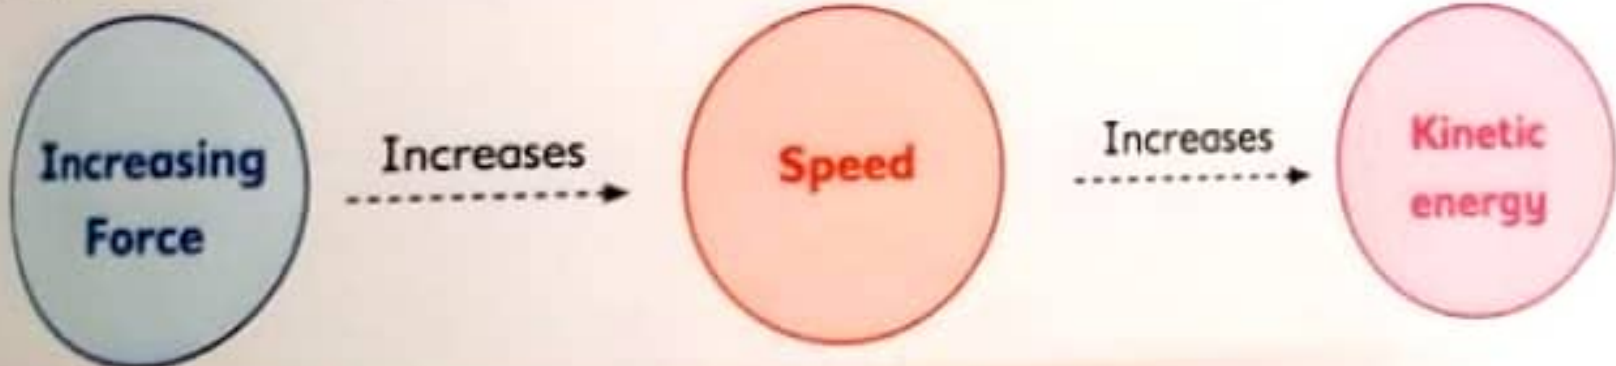 Increasing
Force
Increases
Speed
Increases
Kinetic
energy